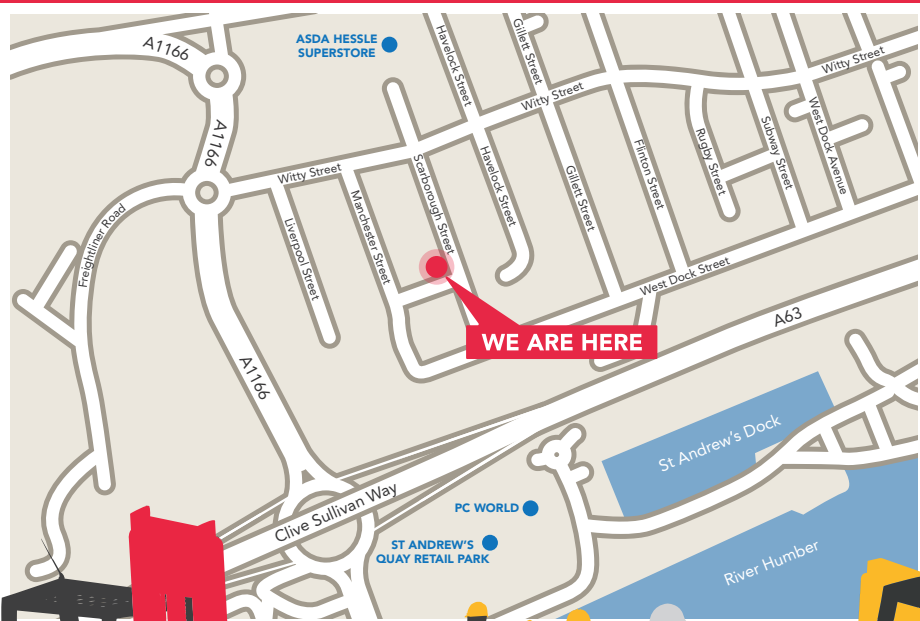 A1166
ASDA HESSLE
SUPERSTORE
Havelock Street
Gillett Street
Witty Street
Witty Street
A1166
Witty Street
Scarborough Street
Havelock Street
Gillett Street
Flinton Street
Rugby Street
Subway Street
West Dock Avenue
Manchester Street
Liverpool Street
Freightliner Road
West Dock Street
A63
WE ARE HERE
A1166
St Andrew's Dock
Clive Sullivan Way
PC WORLD
ST ANDREW'S
QUAY RETAIL PARK
River Humber